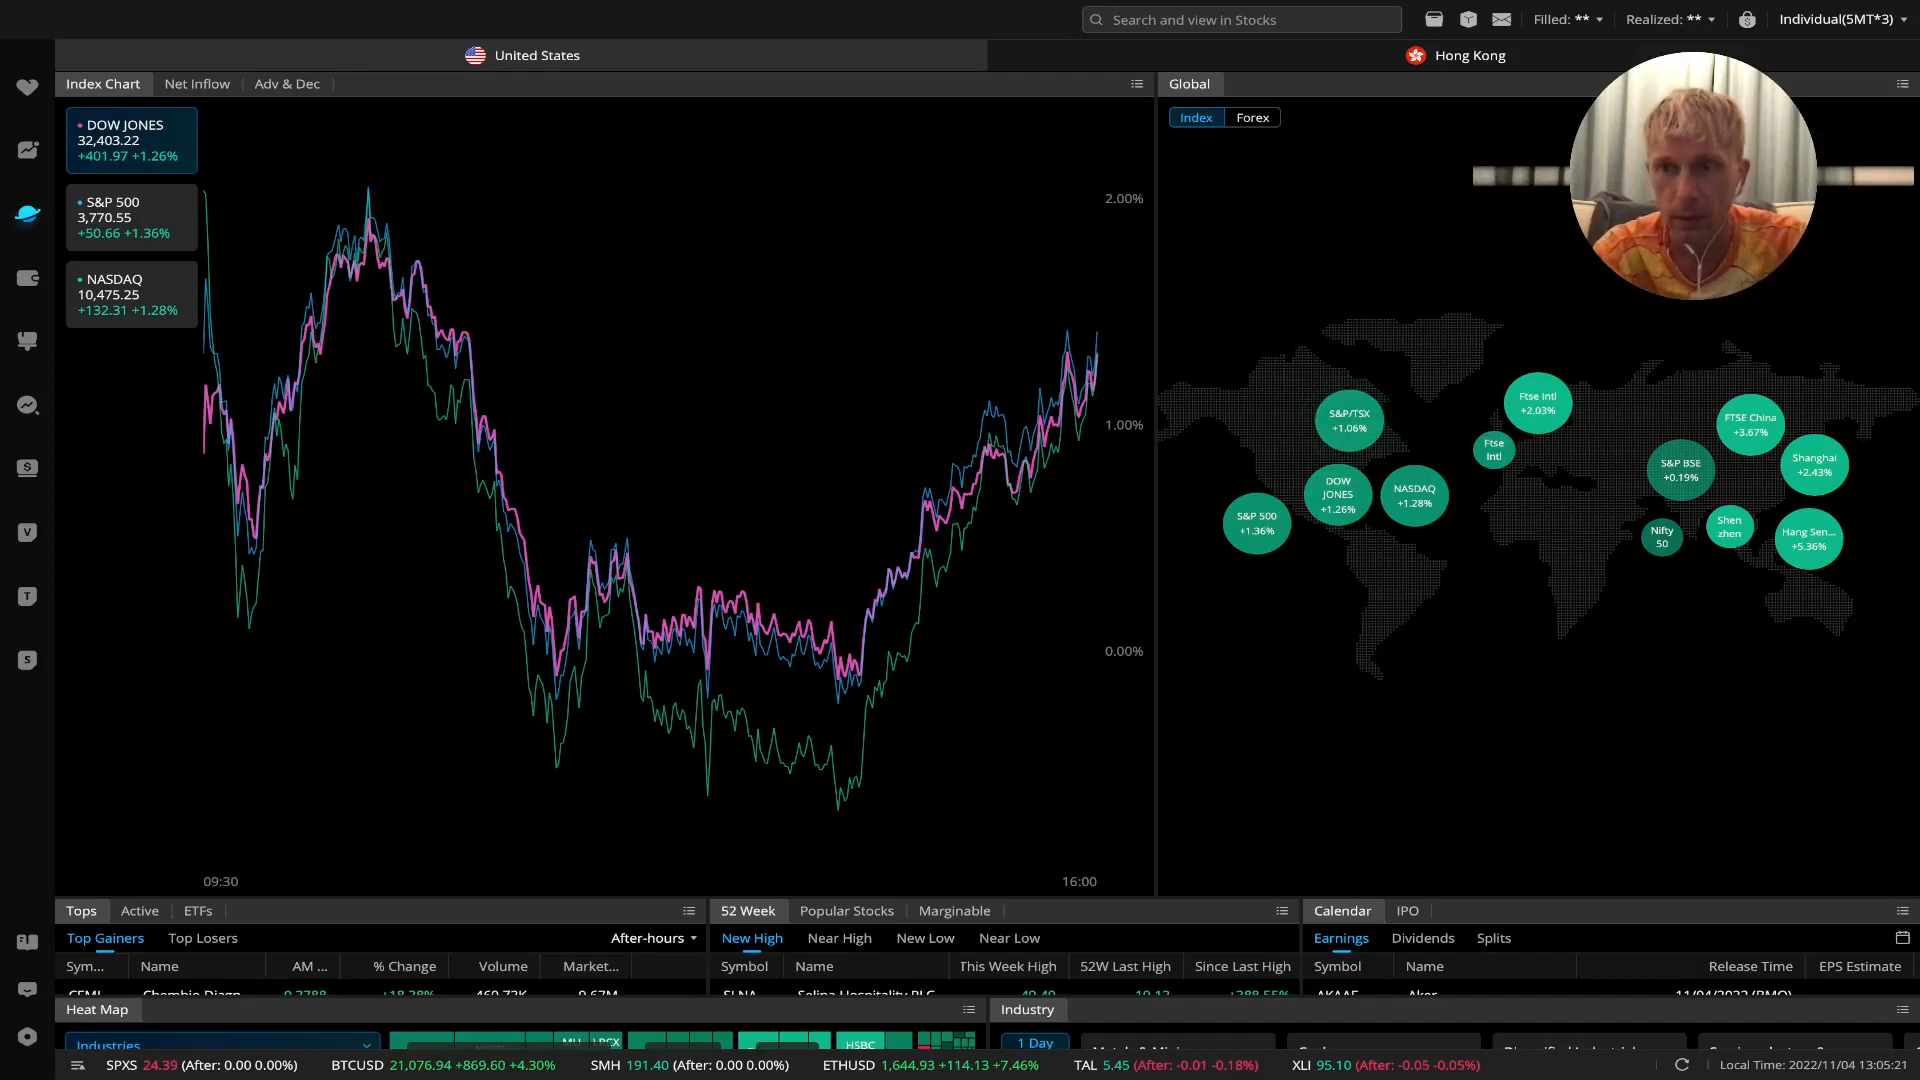 Search and view in Stocks
Filled: **
Realized: **
Individual(5MT*3)
United States
Hong Kong
Index Chart
Net Inflow
Adv & Dec
Global
DOW JONES
32,403.22
+401.97 +1.26%
S&P 500
3,770.55
+50.66 +1.36%
NASDAQ
10,475.25
+132.31 +1.28%
2.00%
1.00%
0.00%
09:30
16:00
Index
Forex
S&P/TSX
+1.06%
DOW
JONES
+1.26%
NASDAQ
+1.28%
S&P 500
+1.36%
Ftse Intl
+2.03%
Ftse
Intl
FTSE China
+3.67%
S&P BSE
+0.19%
Shanghai
+2.43%
Nifty
50
Shen
zhen
Hang Sen...
+5.36%
V
T
S
Tops
Active
ETFs
Top Gainers
Top Losers
After-hours
Sym...
Name
AM ...
% Change
Volume
Market...
52 Week
Popular Stocks
Marginable
New High
Near High
New Low
Near Low
Symbol
Name
This Week High
52W Last High
Since Last High
Calendar
IPO
Earnings
Dividends
Splits
Symbol
Name
Release Time
EPS Estimate
Heat Map
Industries
HSBC
Industry
1 Day
SPXS 24.39 (After: 0.00 0.00%)
BTCUSD 21,076.94 +869.60 +4.30%
SMH 191.40 (After: 0.00 0.00%)
ETHUSD 1,644.93 +114.13 +7.46%
TAL 5.45 (After: -0.01 -0.18%)
XLI 95.10 (After: -0.05 -0.05%)
Local Time: 2022/11/04 13:05:21